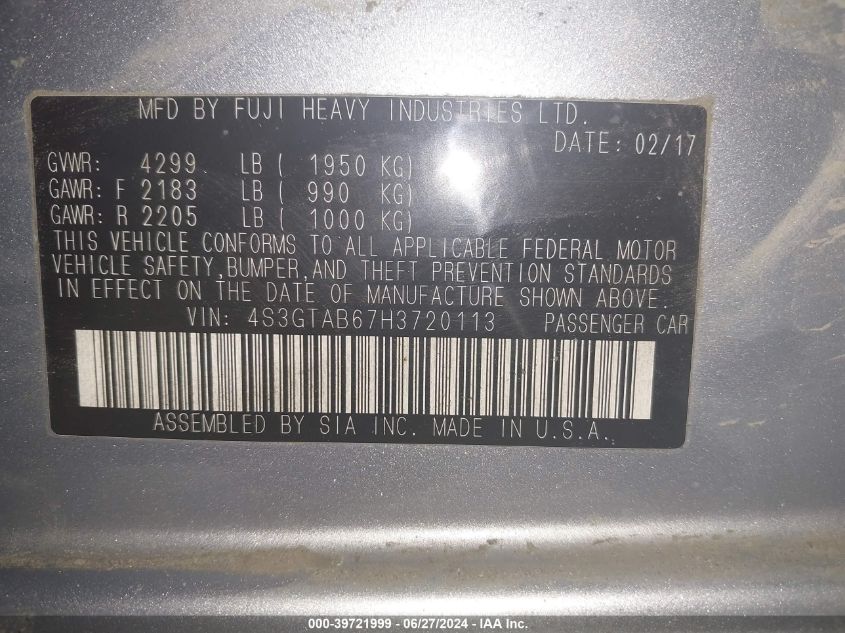 MFD BY FUJI HEAVY INDUSTRIES LTD.
DATE: 02/17
GVWR: 4299 LB ( 1950 KG)
GAWR: F 2183 LB ( 990 KG)
GAWR: R 2205 LB ( 1000 KG)
THIS VEHICLE CONFORMS TO ALL APPLICABLE FEDERAL MOTOR
VEHICLE SAFETY, BUMPER, AND THEFT PREVENTION STANDARDS
IN EFFECT ON THE DATE OF MANUFACTURE SHOWN ABOVE.
VIN: 4S3GTAB67H3720113 PASSENGER CAR
ASSEMBLED BY SIA INC. MADE IN U.S.A.
000-39721999 - 06/27/2024 - IAA Inc.